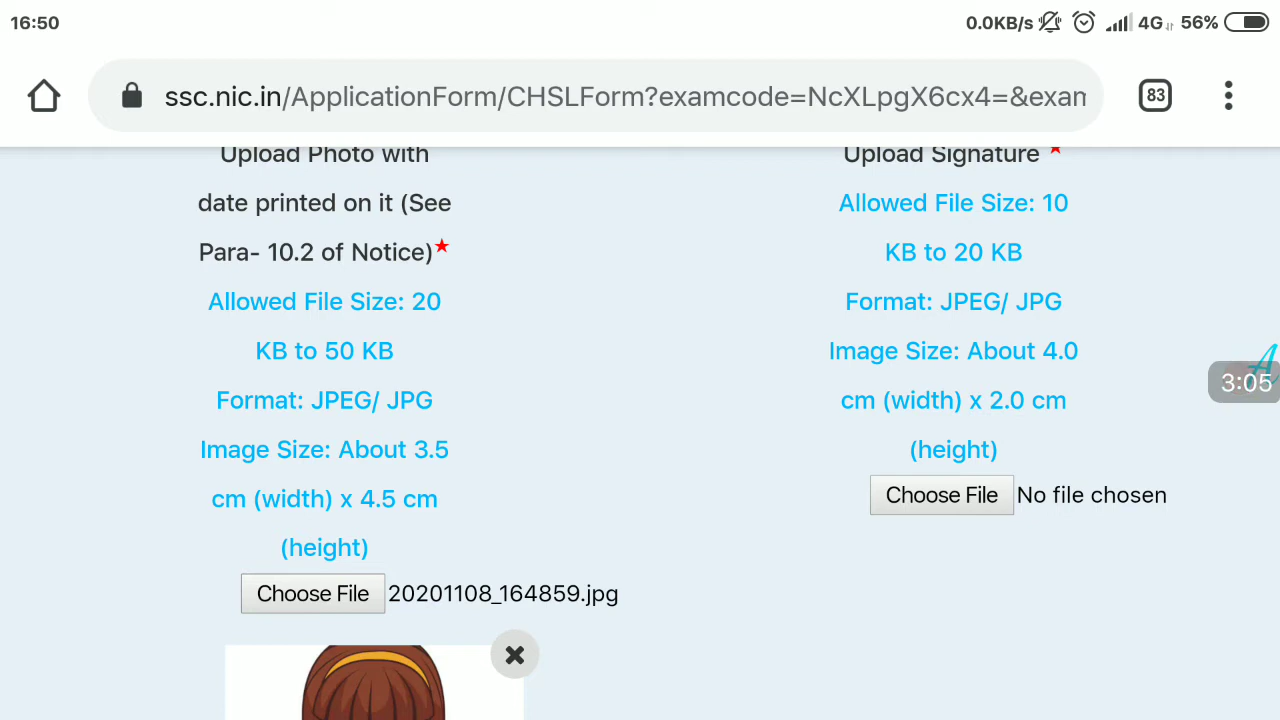 16:50
0.0KB/s 4G 56%
ssc.nic.in/ApplicationForm/CHSLForm?examcode=NcXLpgX6cx4=&exam
83
Upload Photo with
date printed on it (See
Para- 10.2 of Notice)★
Allowed File Size: 20
KB to 50 KB
Format: JPEG/ JPG
Image Size: About 3.5
cm (width) x 4.5 cm
(height)
Choose File 20201108_164859.jpg
Upload Signature ★
Allowed File Size: 10
KB to 20 KB
Format: JPEG/ JPG
Image Size: About 4.0
cm (width) x 2.0 cm
(height)
Choose File No file chosen
A
3:05